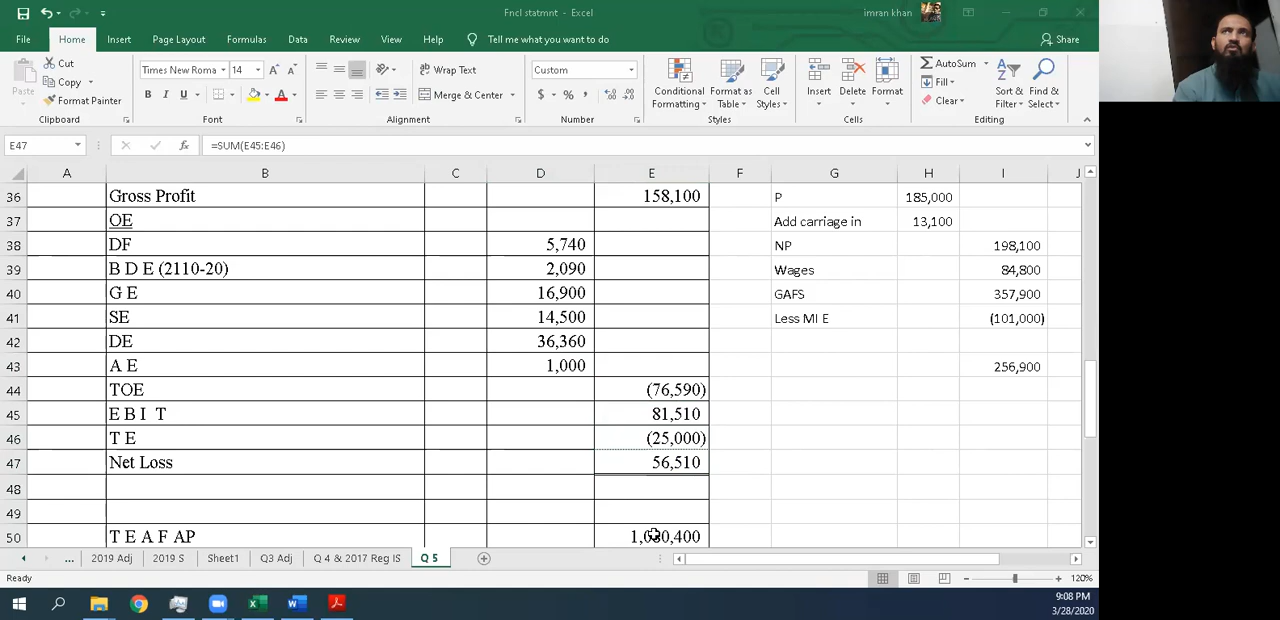 Fncl statmnt - Excel
imran khan
File Home Insert Page Layout Formulas Data Review View Help Tell me what you want to do Share
Cut
Copy
Format Painter
Paste
Clipboard
Times New Roma 14 A A
B I U A
Font
Wrap Text
Merge & Center
Alignment
Custom
$ % ,
Number
Conditional Formatting
Format as Table
Cell Styles
Styles
Insert Delete Format
Cells
AutoSum
Fill
Clear
Sort & Filter
Find & Select
Editing
E47 fx =SUM(E45:E46)
A B C D E F G H I J
36 Gross Profit 158,100 P 185,000
37 OE Add carriage in 13,100
38 DF 5,740 NP 198,100
39 B D E (2110-20) 2,090 Wages 84,800
40 G E 16,900 GAFS 357,900
41 SE 14,500 Less MI E (101,000)
42 DE 36,360
43 A E 1,000 256,900
44 TOE (76,590)
45 E B I T 81,510
46 T E (25,000)
47 Net Loss 56,510
48
49
50 T E A F AP
... 2019 Adj 2019 S Sheet1 Q3 Adj Q 4 & 2017 Reg IS Q 5
Ready 120%
9:08 PM
3/28/2020